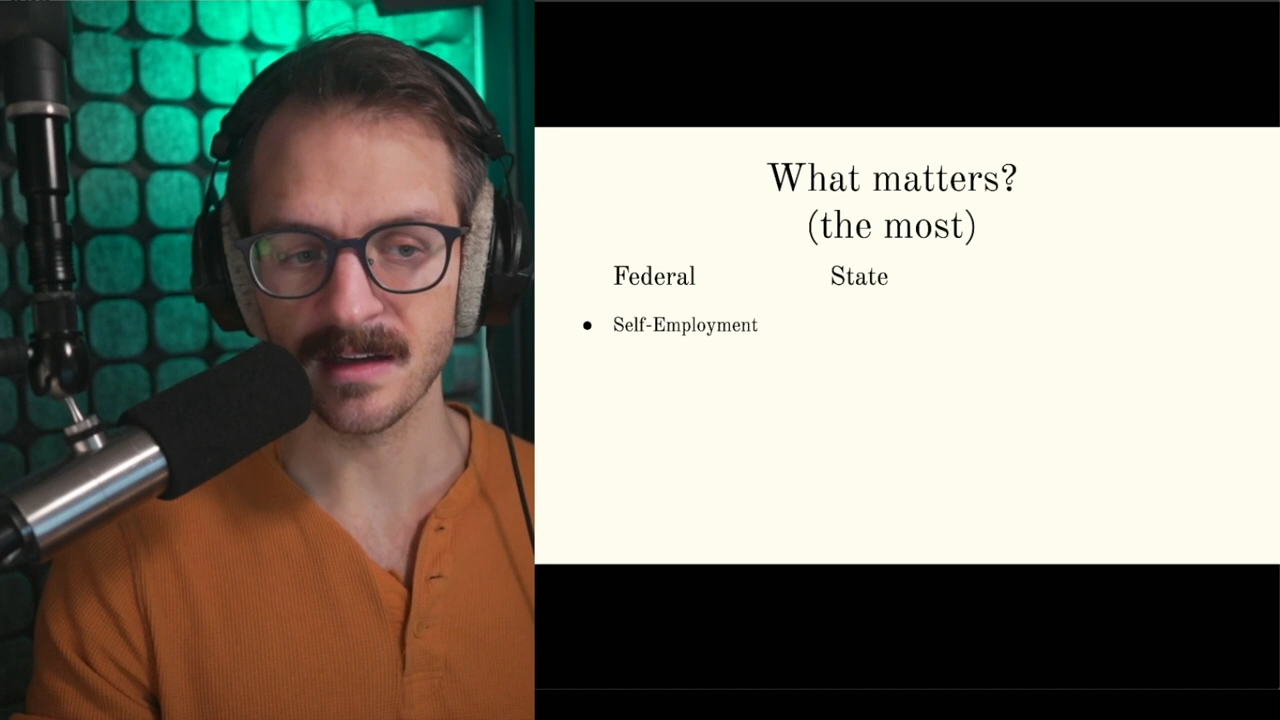 What matters?
(the most)
Federal
State
● Self-Employment